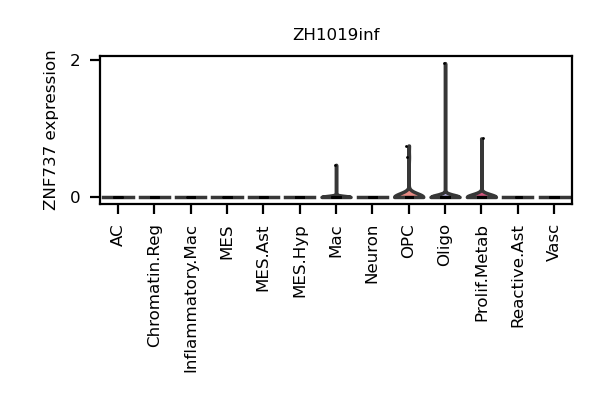 ZH1019inf
ZNF737 expression
2
0
AC
Chromatin.Reg
Inflammatory.Mac
MES
MES.Ast
MES.Hyp
Mac
Neuron
OPC
Oligo
Prolif.Metab
Reactive.Ast
Vasc